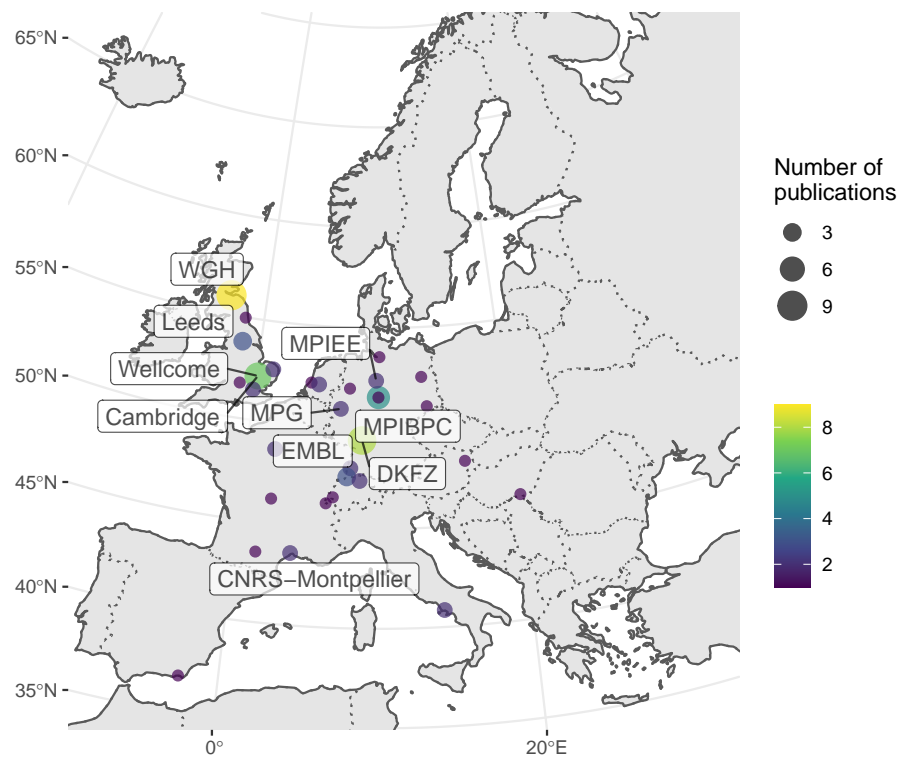 65°N
60°N
55°N
50°N
45°N
40°N
35°N
0°
20°E
WGH
Leeds
MPIEE
Wellcome
Cambridge
MPG
MPIBPC
EMBL
DKFZ
CNRS−Montpellier
Number of
publications
3
6
9
8
6
4
2